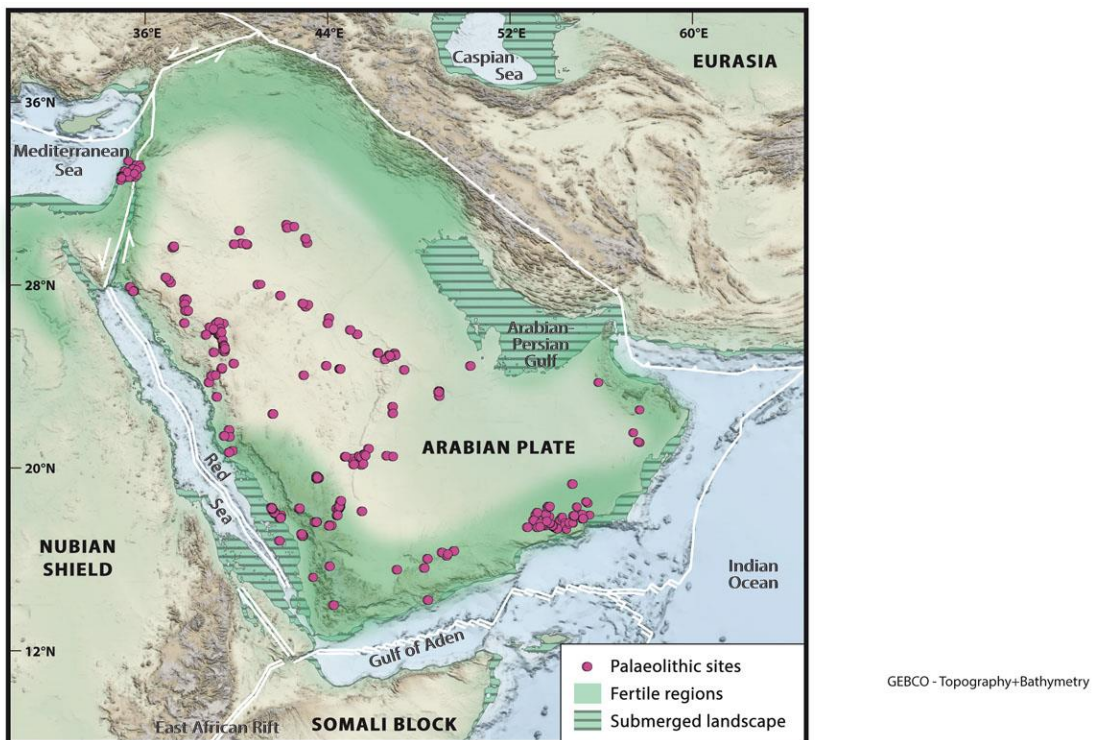 36°E
44°E
52°E
60°E
Caspian
Sea
EURASIA
36°N
Mediterranean
Sea
28°N
Arabian-
Persian
Gulf
ARABIAN PLATE
20°N
Red
Sea
NUBIAN
SHIELD
Indian
Ocean
12°N
Gulf of Aden
East African Rift
SOMALI BLOCK
Palaeolithic sites
Fertile regions
Submerged landscape
GEBCO - Topography+Bathymetry